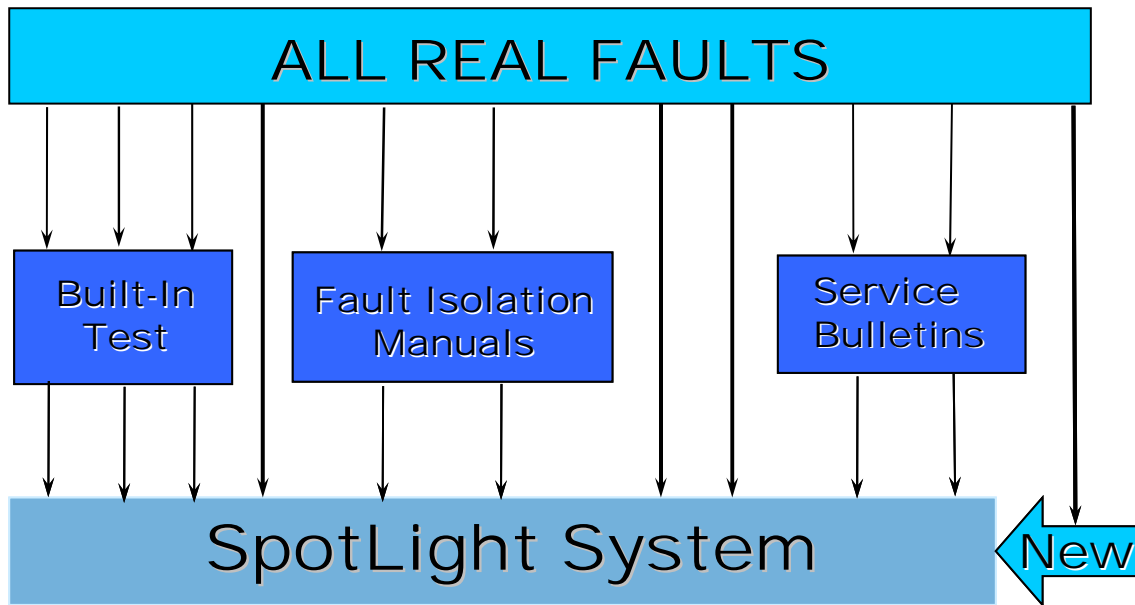 ALL REAL FAULTS
Built-In
Test
Fault Isolation
Manuals
Service
Bulletins
SpotLight System
New